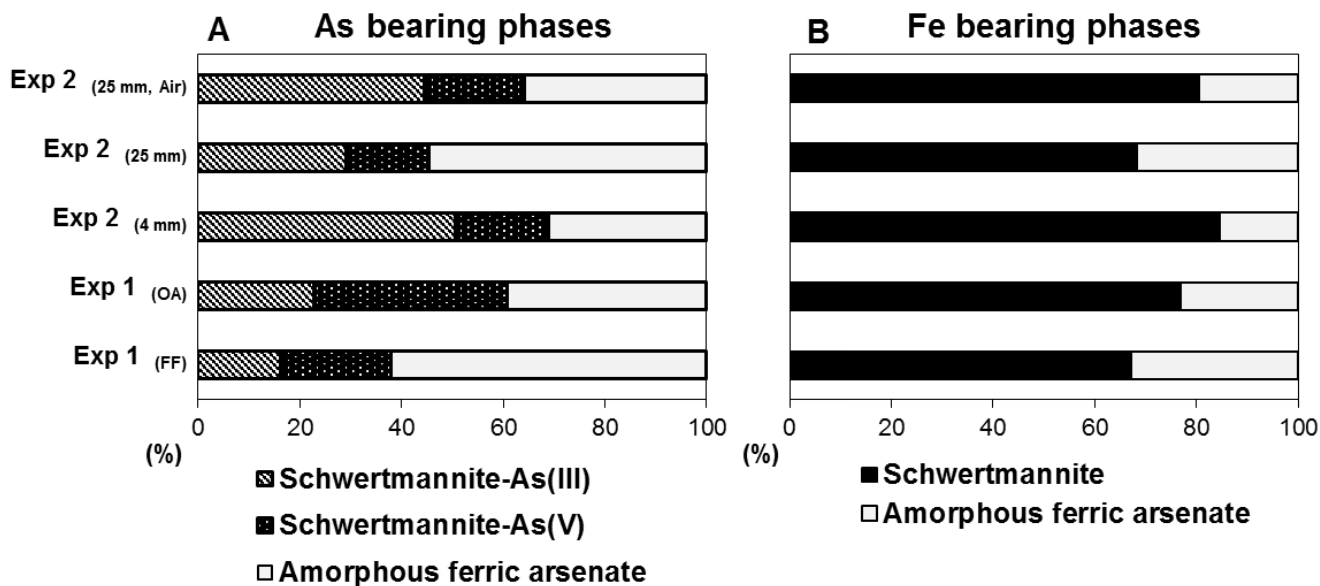 A As bearing phases
B Fe bearing phases
Exp 2 (25 mm, Air)
Exp 2 (25 mm)
Exp 2 (4 mm)
Exp 1 (OA)
Exp 1 (FF)
0 20 40 60 80 100
(%)
0 20 40 60 80 100
(%)
Schwertmannite-As(III)
Schwertmannite-As(V)
Amorphous ferric arsenate
Schwertmannite
Amorphous ferric arsenate